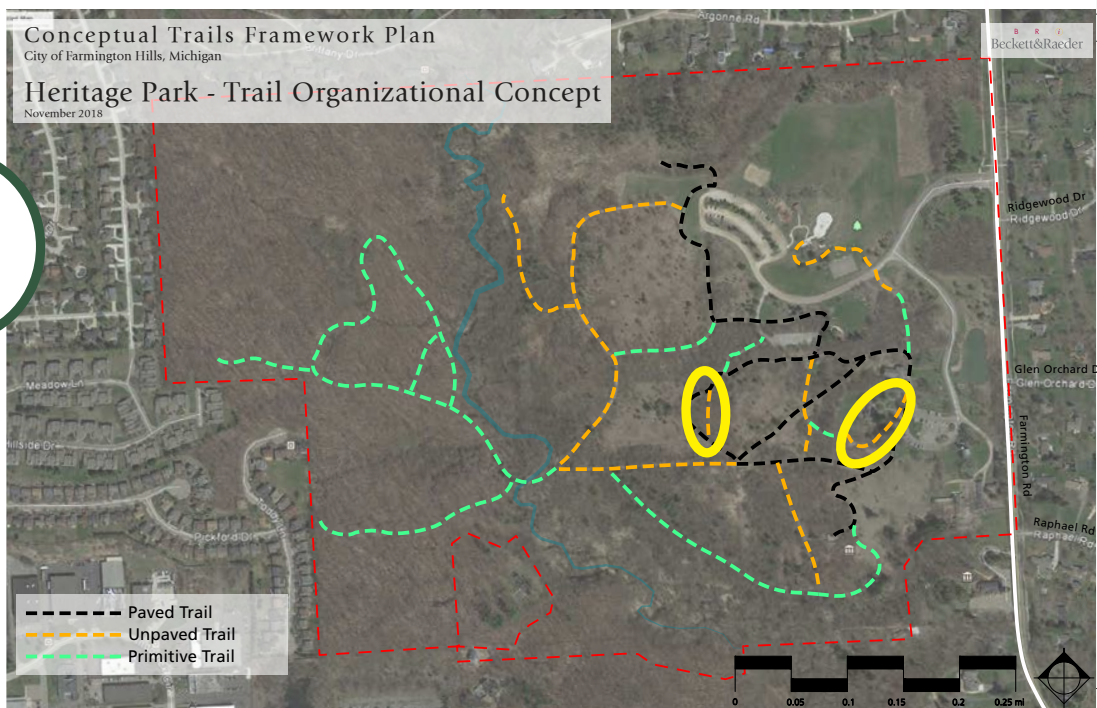 Conceptual Trails Framework Plan
City of Farmington Hills, Michigan
Heritage Park - Trail Organizational Concept
November 2018
B R i
Beckett&Raeder
Argonne Rd
Ridgewood Dr
Ridgewood Dr
Glen Orchard D
Glen Orchard D
Farmington Rd
Raphael Rd
Raphael Rd
Meadow Ln
Hillside Dr
Pickford Dr
Paved Trail
Unpaved Trail
Primitive Trail
0 0.05 0.1 0.15 0.2 0.25 mi